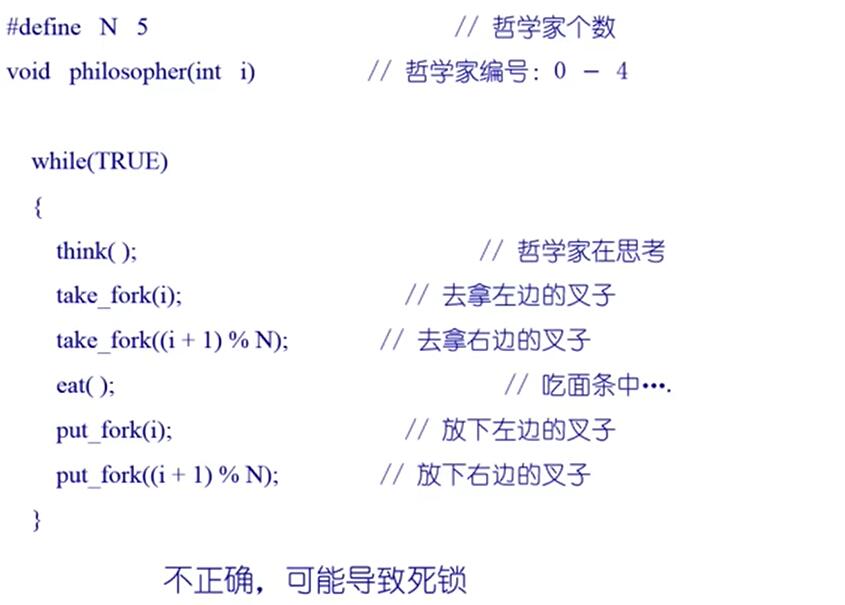 #define N 5 // 哲学家个数
void philosopher(int i) // 哲学家编号：0 － 4
while(TRUE)
{
think( ); // 哲学家在思考
take_fork(i); // 去拿左边的叉子
take_fork((i + 1) % N); // 去拿右边的叉子
eat( ); // 吃面条中….
put_fork(i); // 放下左边的叉子
put_fork((i + 1) % N); // 放下右边的叉子
}
不正确，可能导致死锁